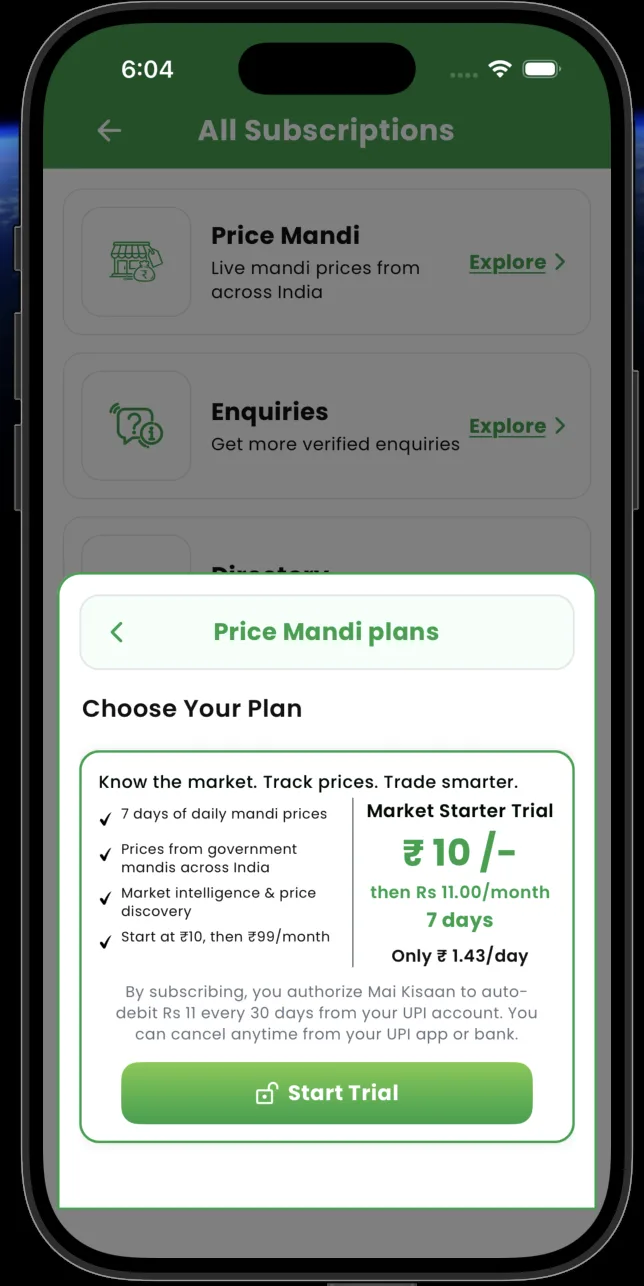 6:04
All Subscriptions
Price Mandi
Live mandi prices from
across India
Explore
Enquiries
Get more verified enquiries
Explore
Directory
Price Mandi plans
Choose Your Plan
Know the market. Track prices. Trade smarter.
7 days of daily mandi prices
Prices from government
mandis across India
Market intelligence & price
discovery
Start at ₹10, then ₹99/month
Market Starter Trial
₹ 10 /-
then Rs 11.00/month
7 days
Only ₹ 1.43/day
By subscribing, you authorize Mai Kisaan to auto-
debit Rs 11 every 30 days from your UPI account. You
can cancel anytime from your UPI app or bank.
Start Trial